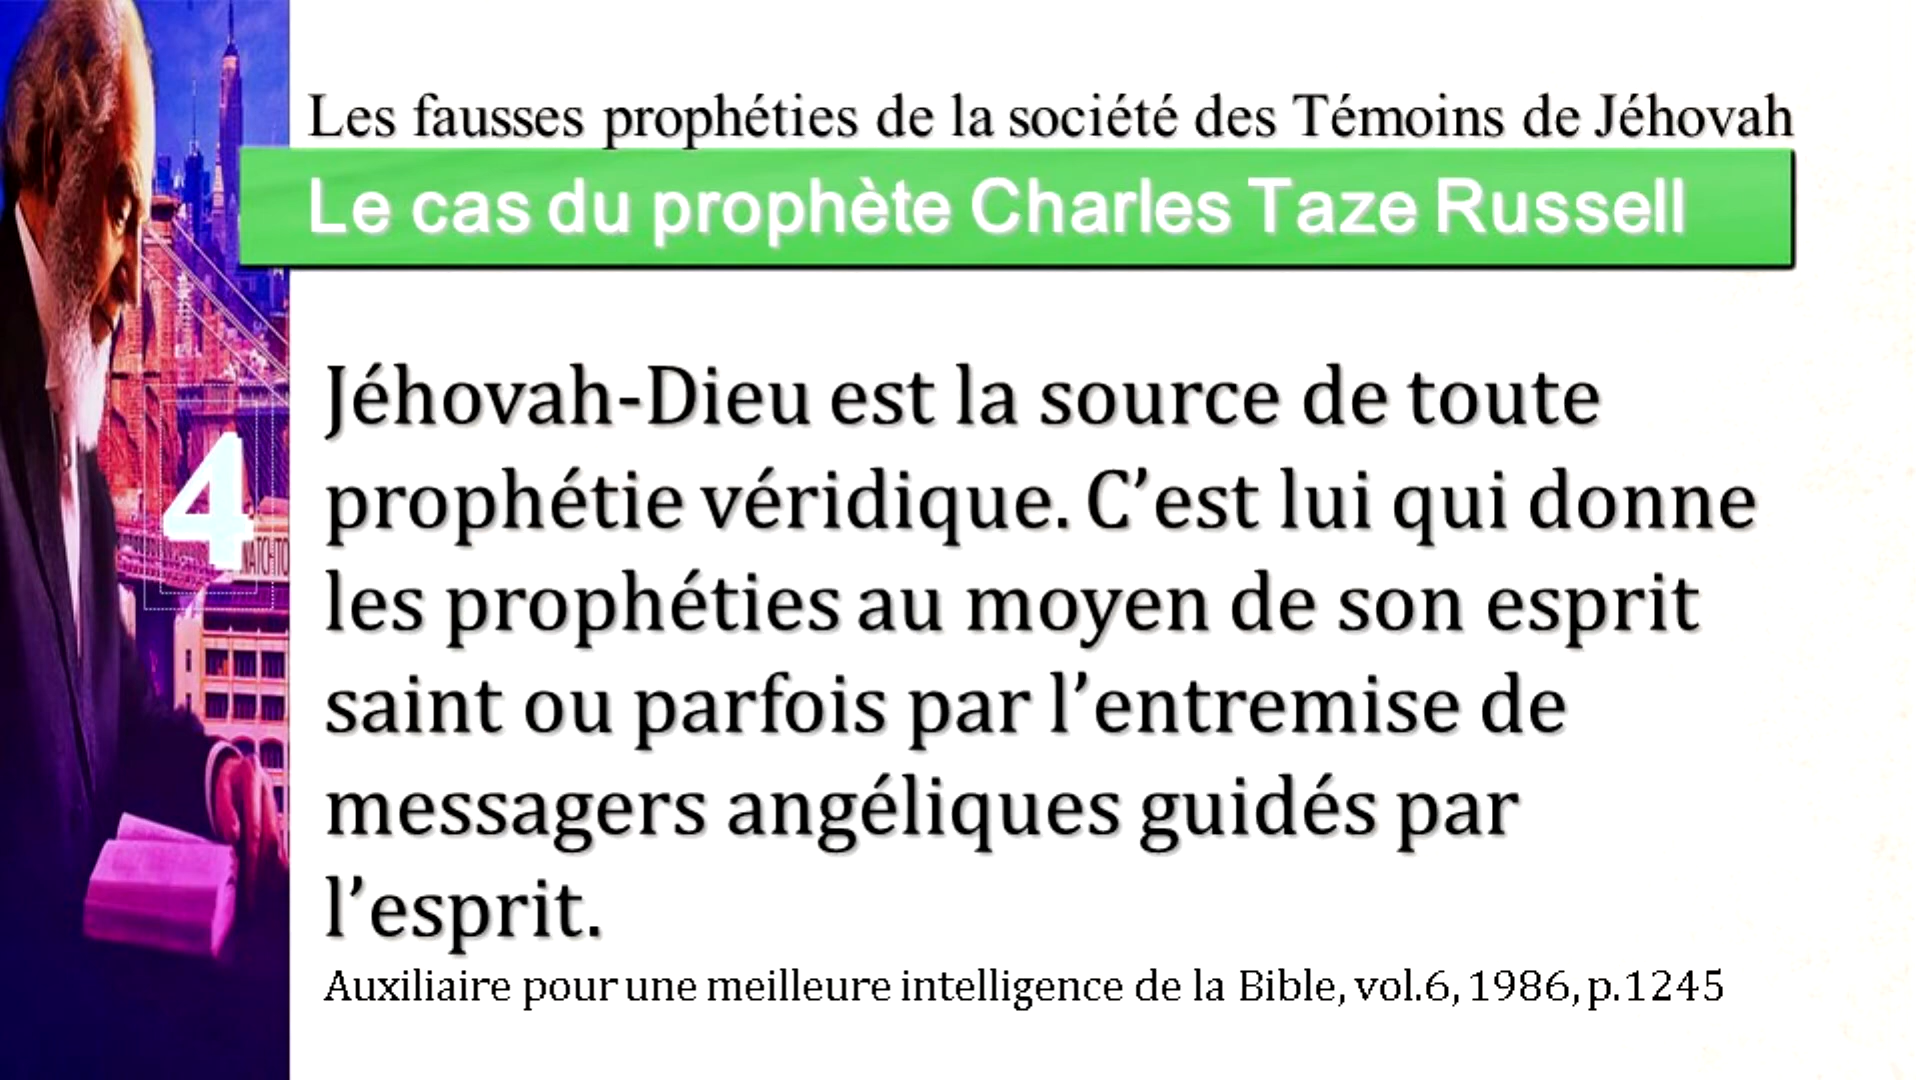 Les fausses prophéties de la société des Témoins de Jéhovah
Le cas du prophète Charles Taze Russell
Jéhovah-Dieu est la source de toute
prophétie véridique. C’est lui qui donne
les prophéties au moyen de son esprit
4
saint ou parfois par l’entremise de
messagers angéliques guidés par
l’esprit.
Auxiliaire pour une meilleure intelligence de la Bible, vol.6, 1986, p.1245